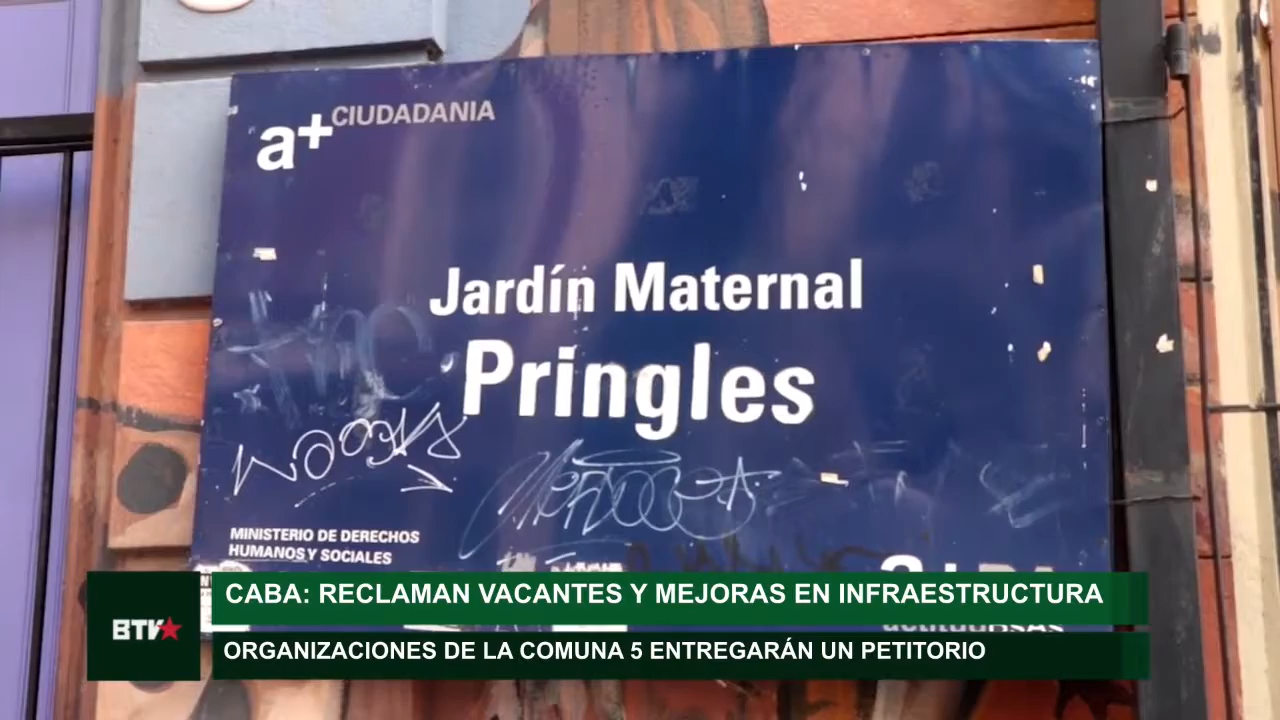 a+ CIUDADANIA
Jardín Maternal
Pringles
MINISTERIO DE DERECHOS
HUMANOS Y SOCIALES
actitudBsAs
BTV
CABA: RECLAMAN VACANTES Y MEJORAS EN INFRAESTRUCTURA
ORGANIZACIONES DE LA COMUNA 5 ENTREGARÁN UN PETITORIO